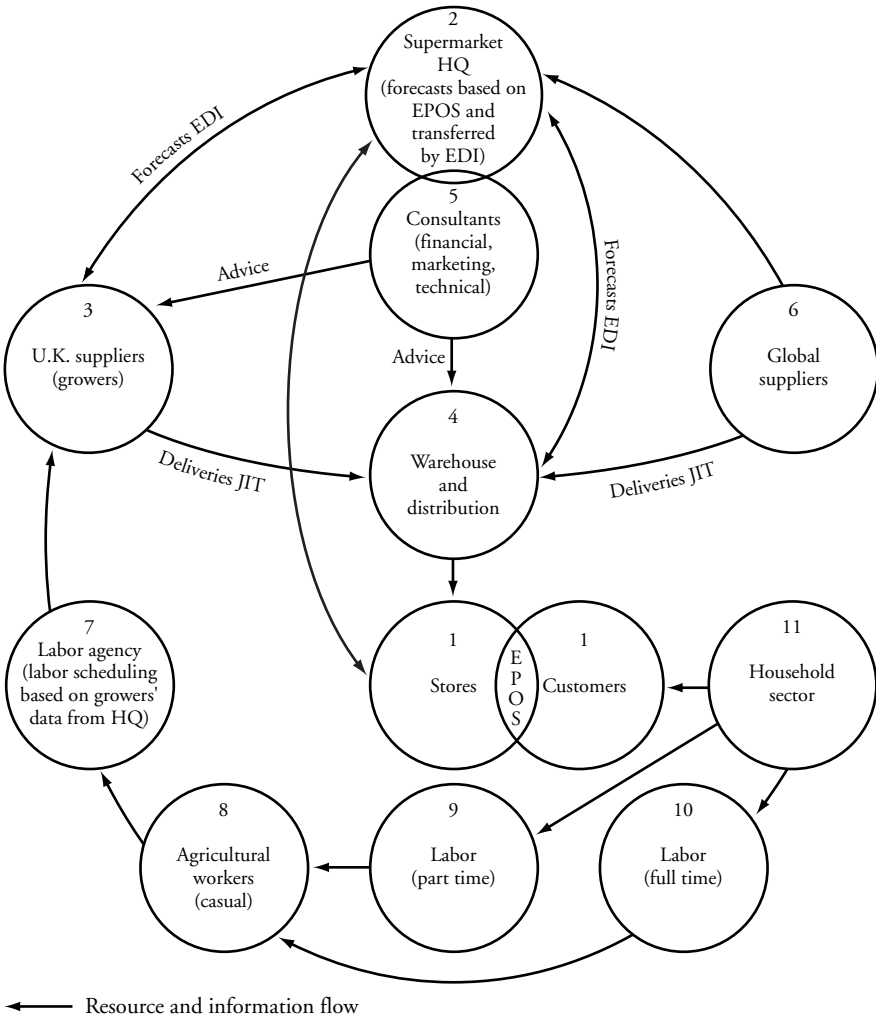 2
Supermarket
HQ
(forecasts based on
EPOS and
transferred
by EDI)
Forecasts EDI
5
Consultants
(financial,
marketing,
technical)
Advice
Forecasts EDI
3
U.K. suppliers
(growers)
6
Global
suppliers
Advice
4
Warehouse
and
distribution
Deliveries JIT
Deliveries JIT
7
Labor agency
(labor scheduling
based on growers'
data from HQ)
1
Stores
E
P
O
S
1
Customers
11
Household
sector
8
Agricultural
workers
(casual)
9
Labor
(part time)
10
Labor
(full time)
Resource and information flow